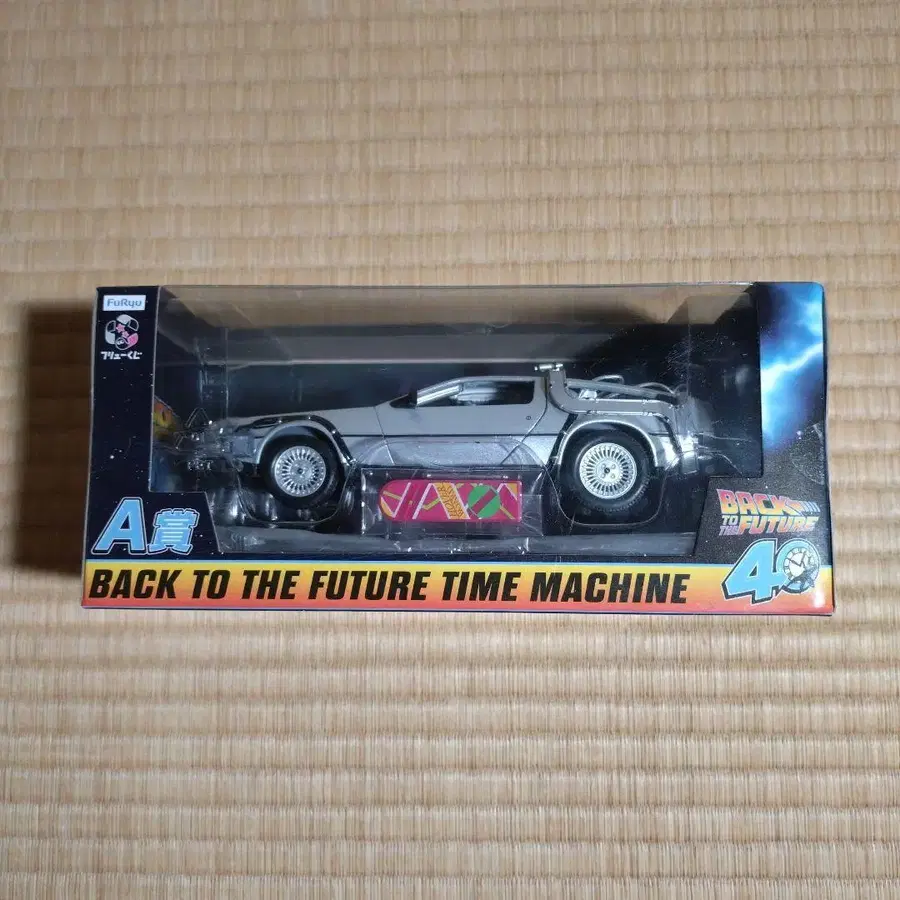 FuRyu
フリューくじ
A賞
BACK
TO
THE FUTURE
40
BACK TO THE FUTURE TIME MACHINE